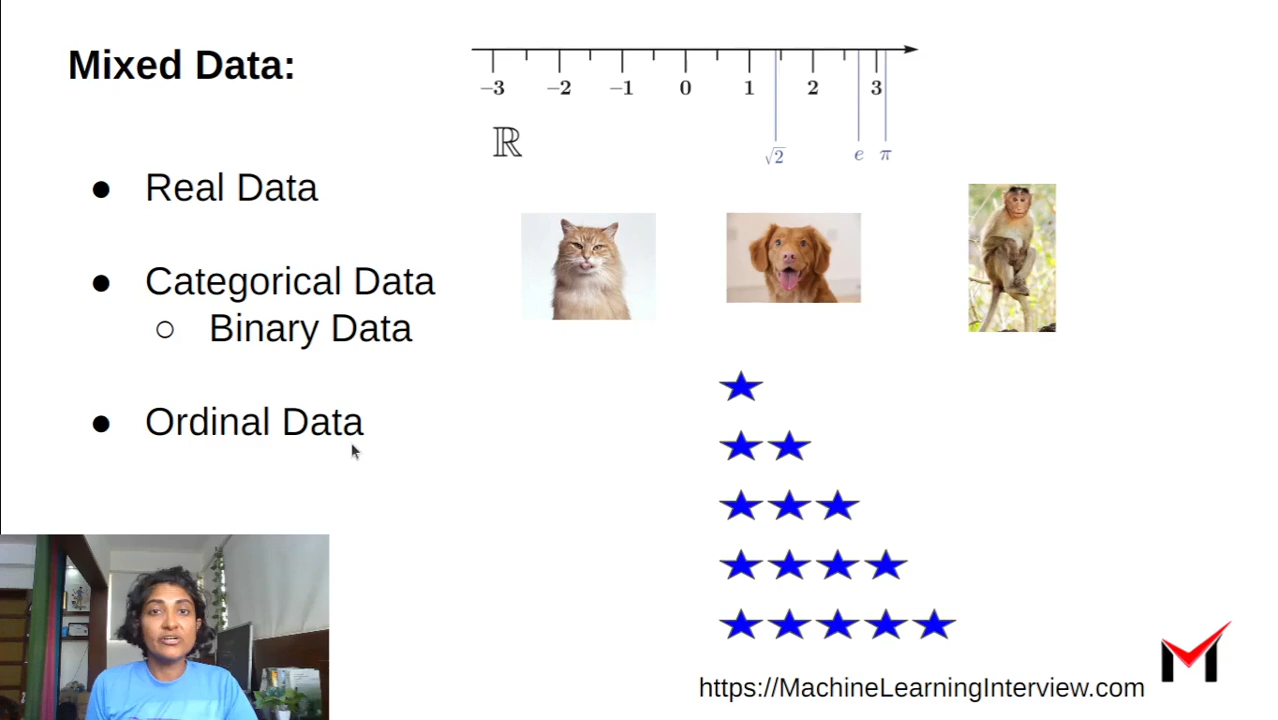 Mixed Data:
−3 −2 −1 0 1 2 3
ℝ
√2 e π
● Real Data
● Categorical Data
○ Binary Data
● Ordinal Data
https://MachineLearningInterview.com